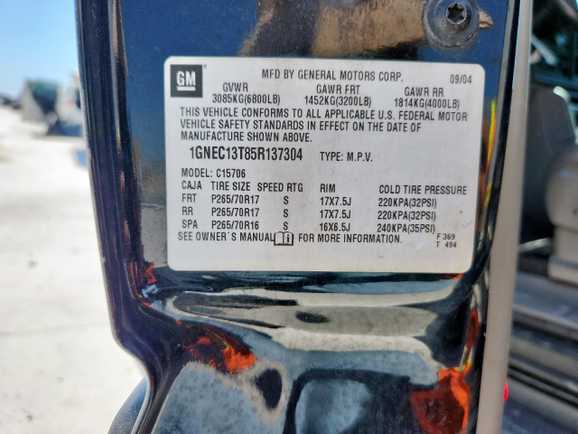 GM
MFD BY GENERAL MOTORS CORP. 09/04
GVWR GAWR FRT GAWR RR
3085KG(6800LB) 1452KG(3200LB) 1814KG(4000LB)
THIS VEHICLE CONFORMS TO ALL APPLICABLE U.S. FEDERAL MOTOR
VEHICLE SAFETY STANDARDS IN EFFECT ON THE DATE OF
MANUFACTURE SHOWN ABOVE.
1GNEC13T85R137304 TYPE: M.P.V.
MODEL: C15706
CAJA TIRE SIZE SPEED RTG RIM COLD TIRE PRESSURE
FRT P265/70R17 S 17X7.5J 220KPA(32PSI)
RR P265/70R17 S 17X7.5J 220KPA(32PSI)
SPA P265/70R16 S 16X6.5J 240KPA(35PSI)
SEE OWNER´S MANUAL FOR MORE INFORMATION. F 369
T 494